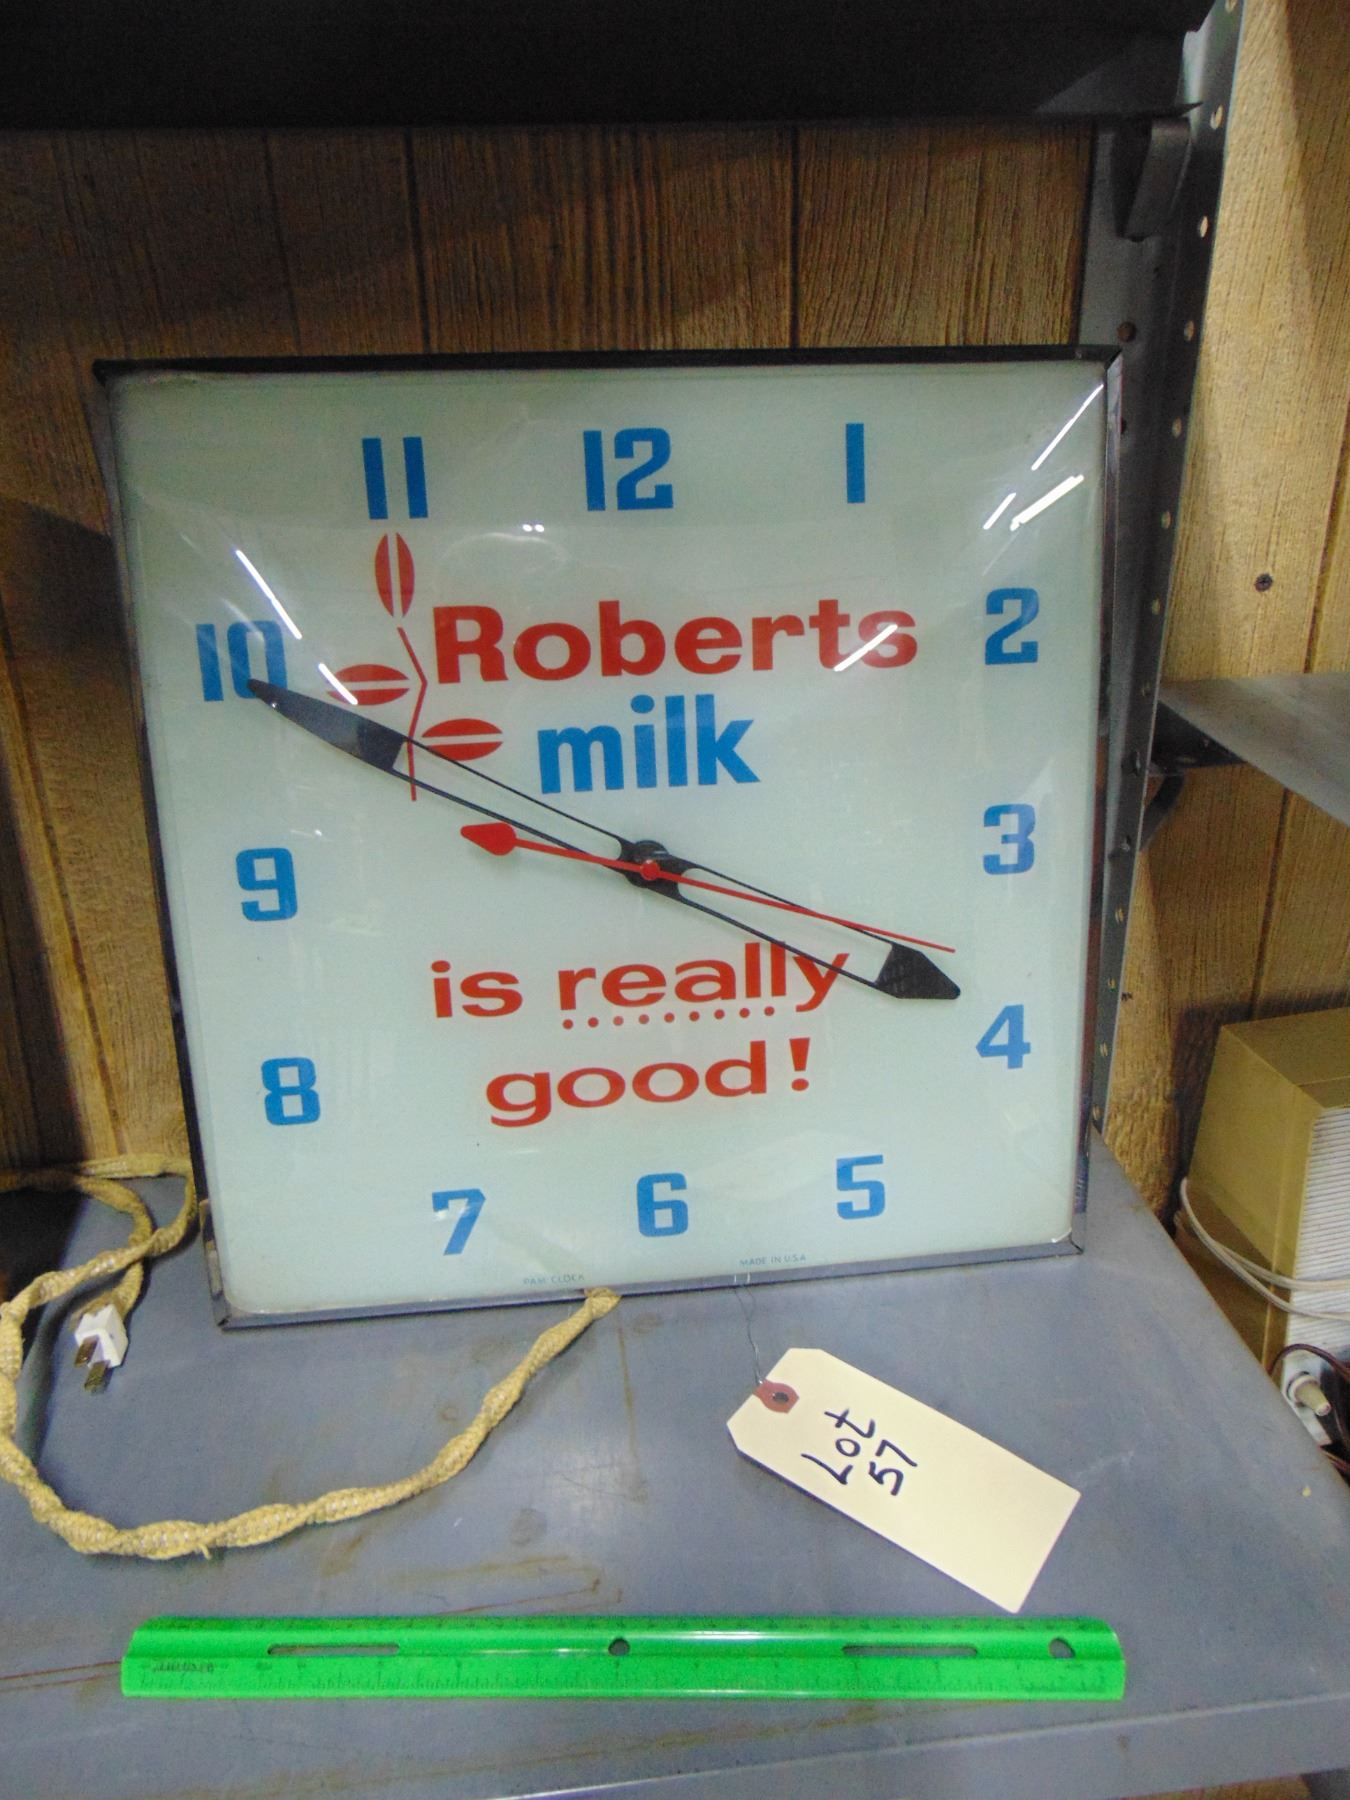 11 12 1
10 2
Roberts
milk
9 3
is really
good!
8 4
7 6 5
PAM CLOCK MADE IN U.S.A
Lot
57